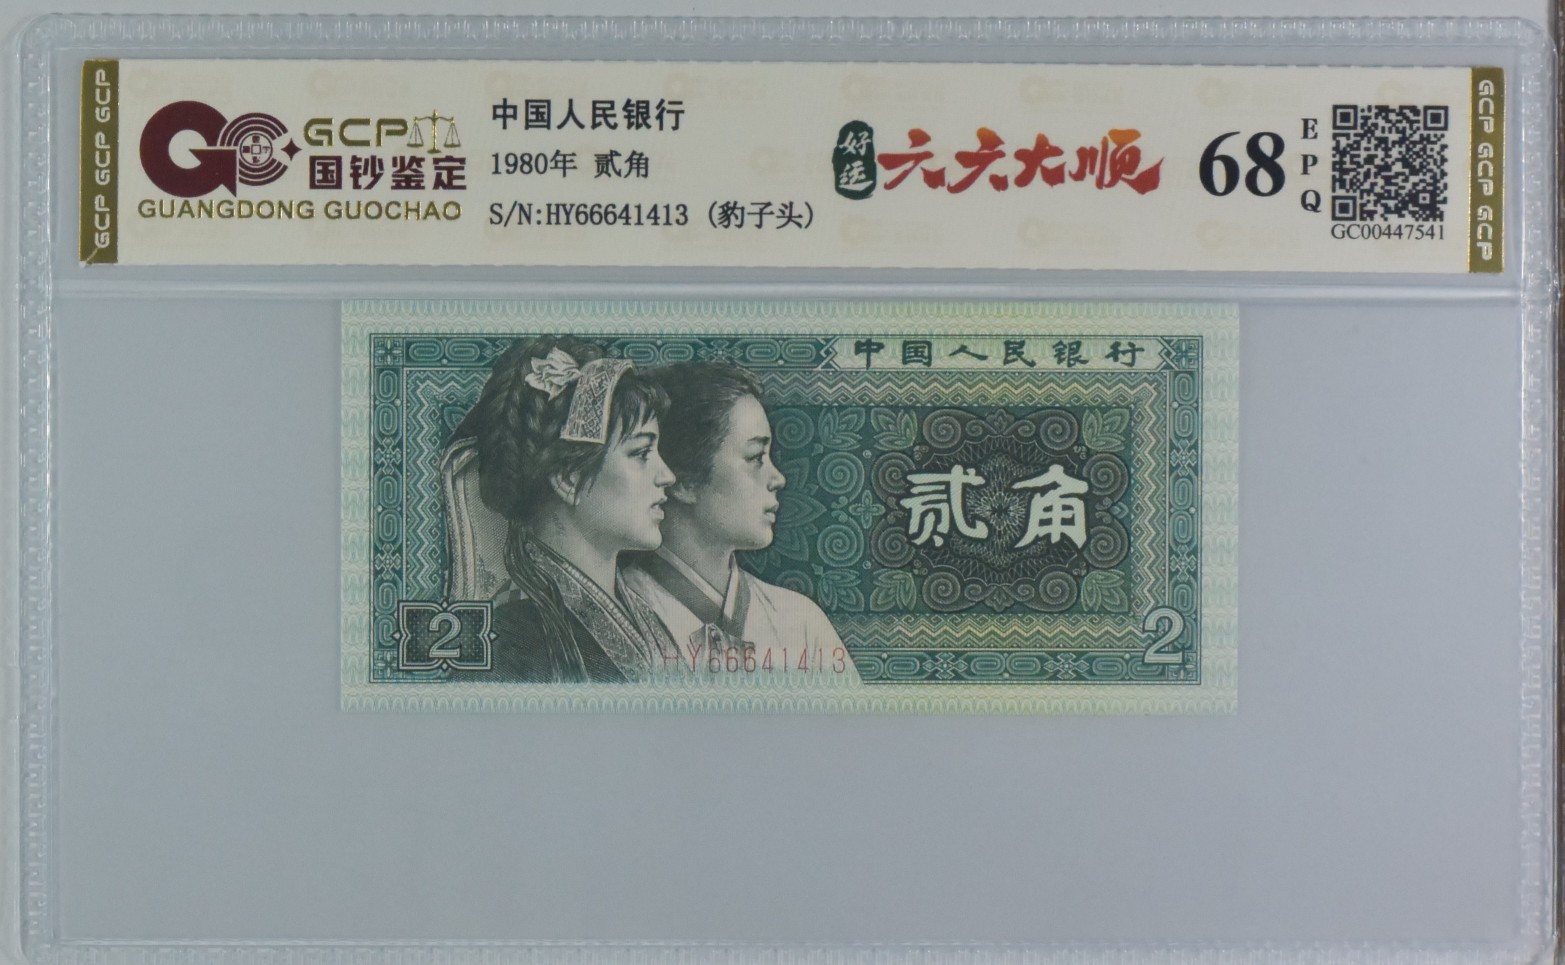 GCP GCP GCP
GCP
国钞鉴定
GUANGDONG GUOCHAO
中国人民银行
1980年 贰角
S/N:HY66641413 (豹子头)
好运
六六大顺
68
EPQ
GC00447541
GCP GCP GCP
中国人民银行
贰角
2
HY66641413
2